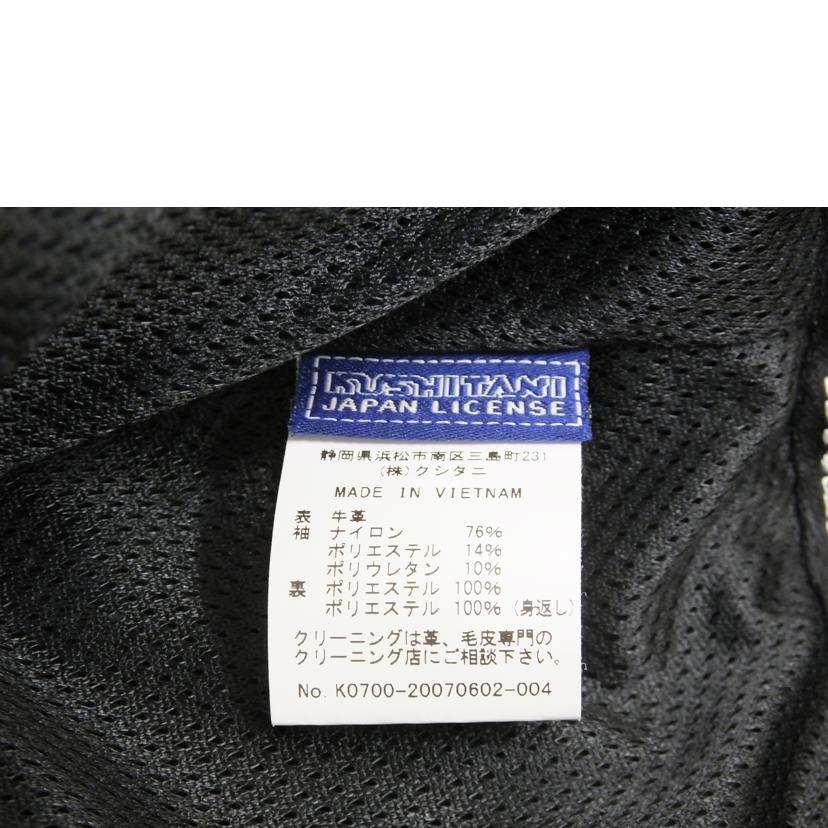 KUSHITANI
JAPAN LICENSE
静岡県浜松市南区三島町231
(株)クシタニ
MADE IN VIETNAM
表 牛革
袖 ナイロン 76%
ポリエステル 14%
ポリウレタン 10%
裏 ポリエステル 100%
ポリエステル 100% (身返し)
クリーニングは革、毛皮専門の
クリーニング店にご相談下さい。
No. K0700-20070602-004